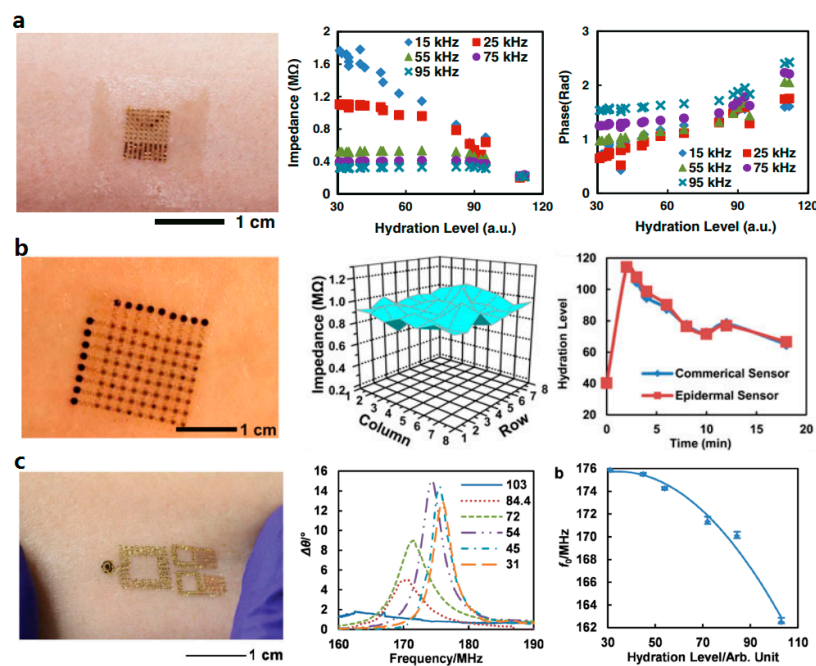 a
1 cm
Impedance (MΩ)
2
1.6
1.2
0.8
0.4
0
30
60
90
120
Hydration Level (a.u.)
15 kHz
25 kHz
55 kHz
75 kHz
95 kHz
Phase(Rad)
3
2
1
0
30
60
90
120
Hydration Level (a.u.)
15 kHz
25 kHz
55 kHz
75 kHz
95 kHz
b
1 cm
Impedance (MΩ)
1.2
1.0
0.8
0.6
0.4
0.2
1
2
3
4
5
6
7
8
Column
1
2
3
4
5
6
7
8
Row
Hydration Level
120
100
80
60
40
20
0
5
10
15
20
Time (min)
Commerical Sensor
Epidermal Sensor
c
1 cm
Δθ/°
16
14
12
10
8
6
4
2
0
160
170
180
190
Frequency/MHz
103
84.4
72
54
45
31
b
f₀/MHz
176
174
172
170
168
166
164
162
30
50
70
90
110
Hydration Level/Arb. Unit